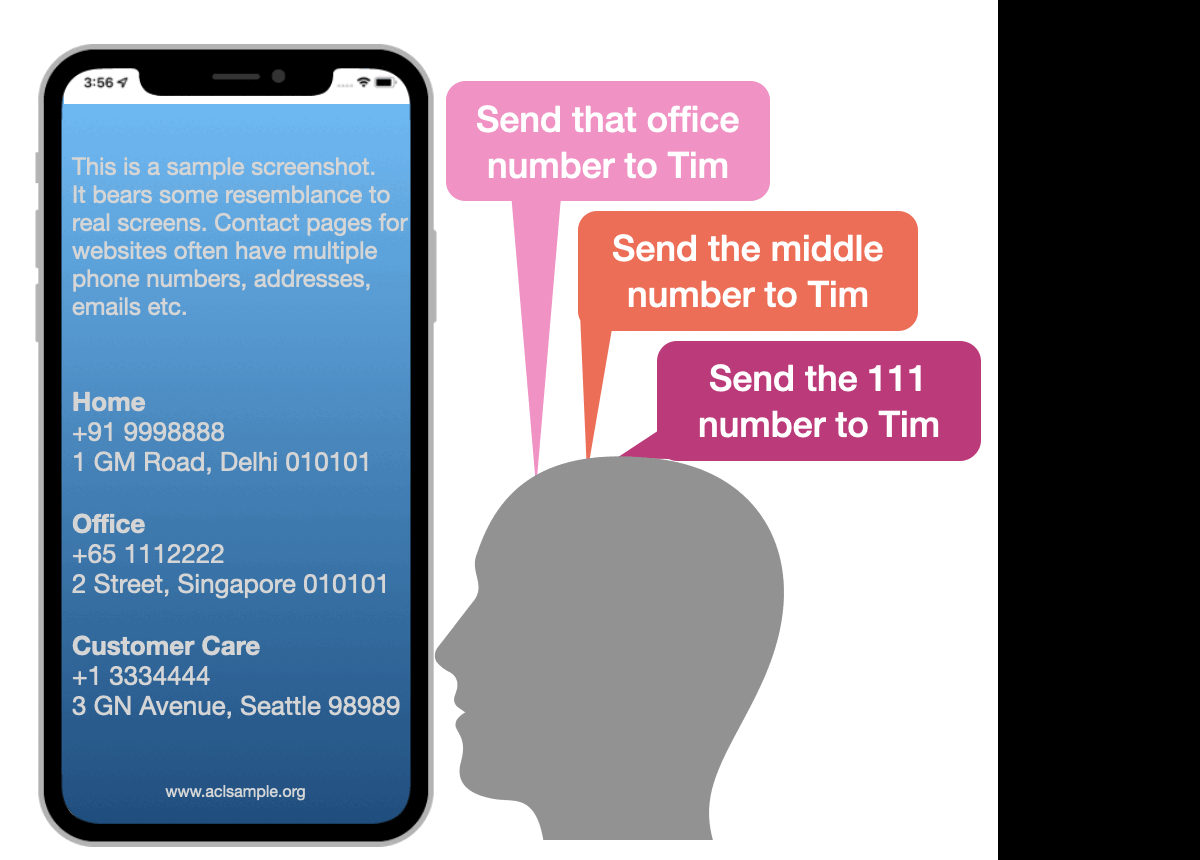 3:56
This is a sample screenshot.
It bears some resemblance to
real screens. Contact pages for
websites often have multiple
phone numbers, addresses,
emails etc.
Home
+91 9998888
1 GM Road, Delhi 010101
Office
+65 1112222
2 Street, Singapore 010101
Customer Care
+1 3334444
3 GN Avenue, Seattle 98989
www.aclsample.org
Send that office
number to Tim
Send the middle
number to Tim
Send the 111
number to Tim